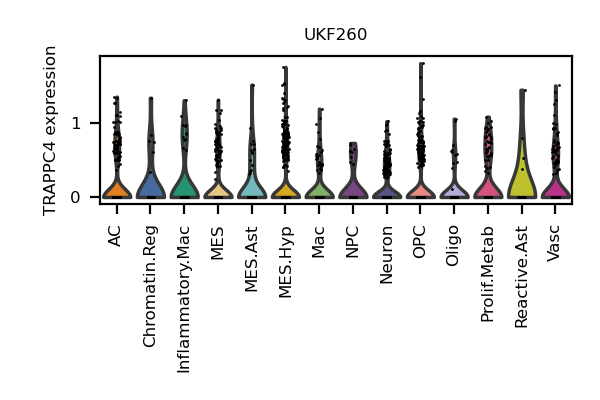 UKF260
TRAPPC4 expression
1
0
AC
Chromatin.Reg
Inflammatory.Mac
MES
MES.Ast
MES.Hyp
Mac
NPC
Neuron
OPC
Oligo
Prolif.Metab
Reactive.Ast
Vasc